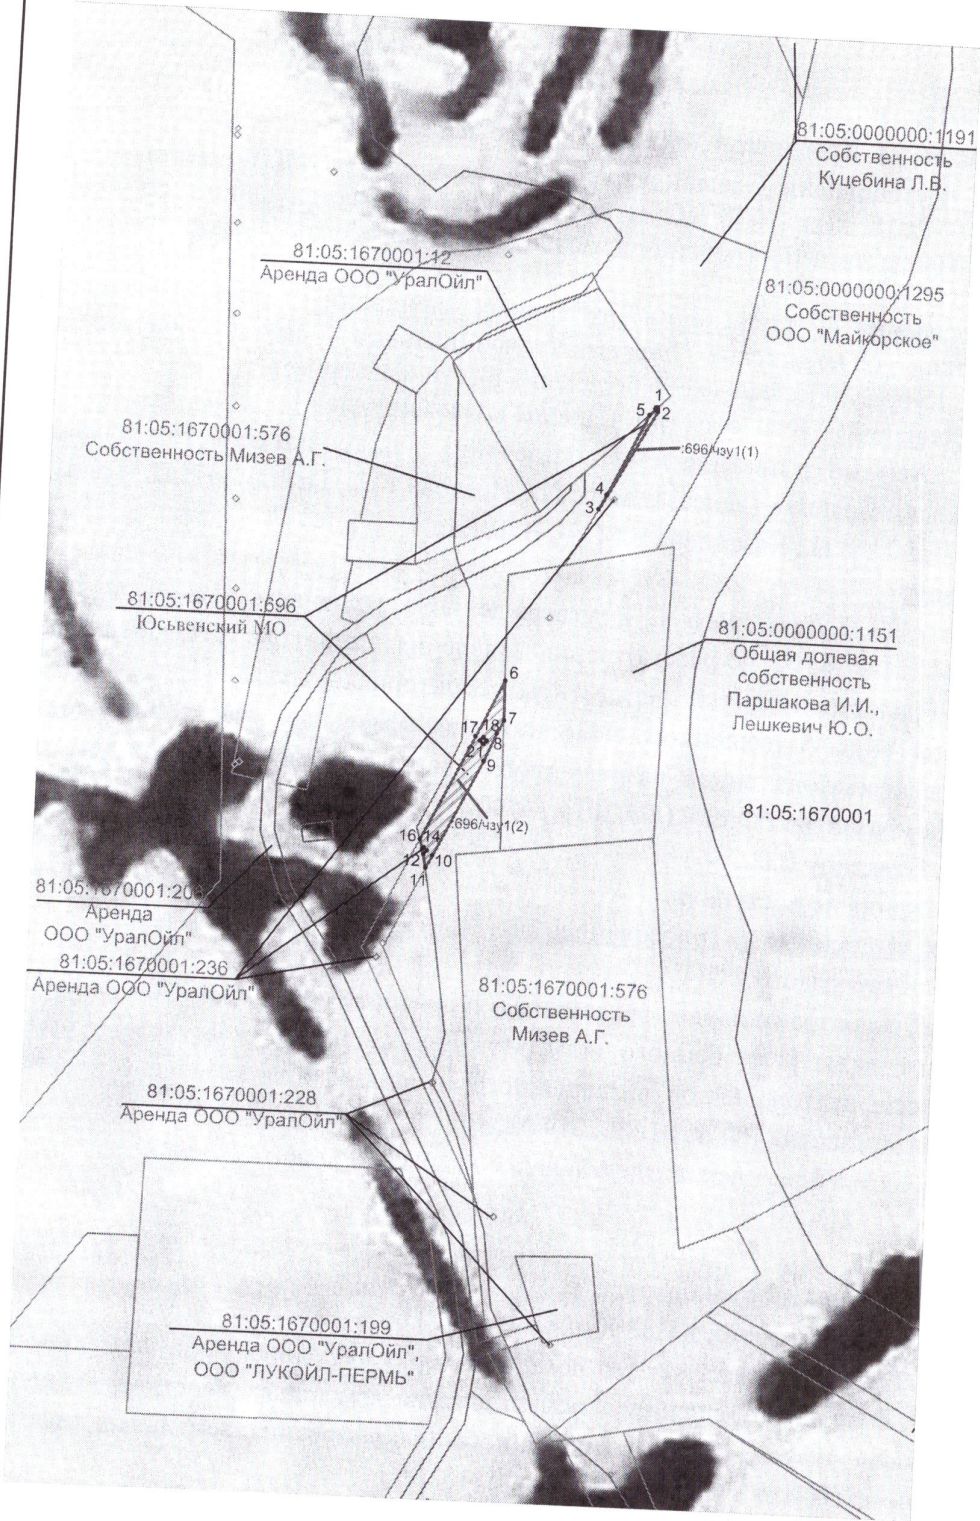 81:05:0000000:1191
Собственность
Куцебина Л.В.
81:05:1670001:12
Аренда ООО "УралОйл"
81:05:0000000:1295
Собственность
ООО "Майкорское"
1
5
2
81:05:1670001:576
Собственность Мизев А.Г.
:696/чзу1(1)
4
3
81:05:1670001:696
Юсьвенский МО
81:05:0000000:1151
Общая долевая
собственность
Паршакова И.И.,
Лешкевич Ю.О.
6
7
17
18
8
21
9
81:05:1670001
:696/чзу1(2)
16
14
12
10
11
Аренда
ООО "УралОйл"
81:05:1670001:236
Аренда ООО "УралОйл"
81:05:1670001:576
Собственность
Мизев А.Г.
81:05:1670001:228
Аренда ООО "УралОйл"
81:05:1670001:199
Аренда ООО "УралОйл",
ООО "ЛУКОЙЛ-ПЕРМЬ"